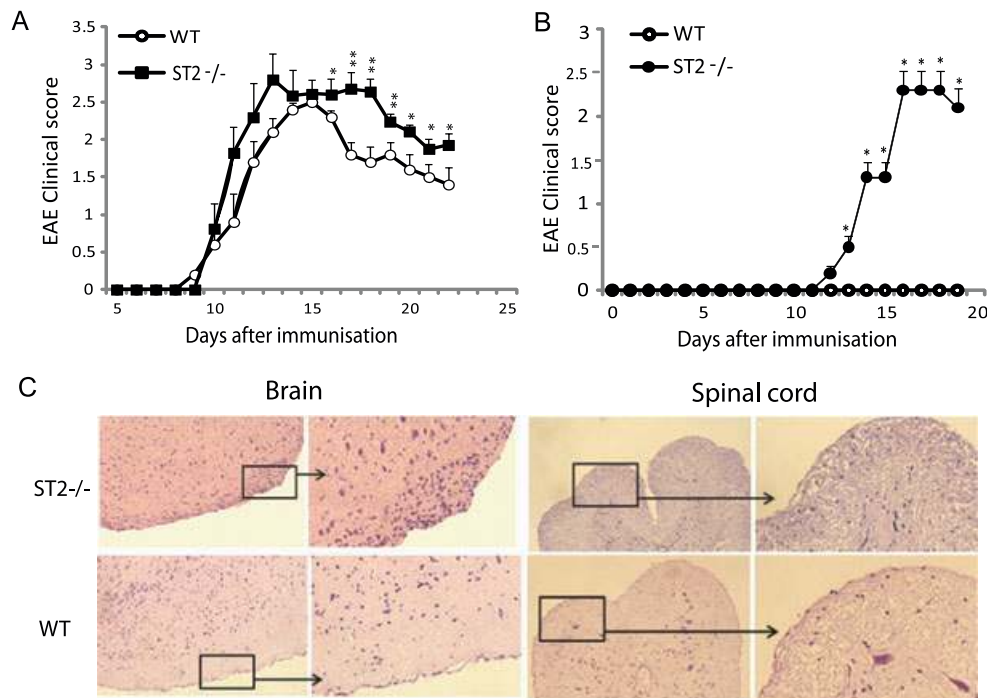 A
WT
ST2 -/-
EAE Clinical score
3.5
3
2.5
2
1.5
1
0.5
0
* ** ** ** * * *
5 10 15 20 25
Days after immunisation
B
WT
ST2 -/-
EAE Clinical score
3
2.5
2
1.5
1
0.5
0
* * * * * * *
0 5 10 15 20
Days after immunisation
C
Brain
Spinal cord
ST2-/-
WT